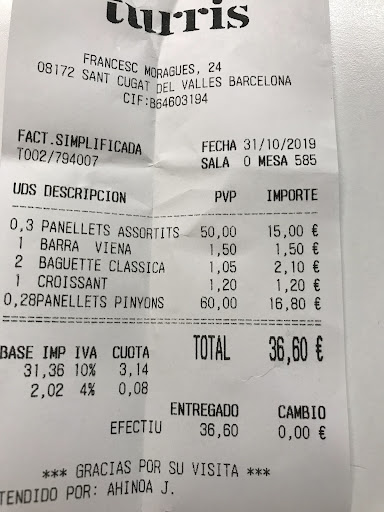 turris
FRANCESC MORAGUES, 24
08172 SANT CUGAT DEL VALLES BARCELONA
CIF:B64603194
FACT.SIMPLIFICADA FECHA 31/10/2019
T002/794007 SALA 0 MESA 585
UDS DESCRIPCION PVP IMPORTE
0,3 PANELLETS ASSORTITS 50,00 15,00 €
1 BARRA VIENA 1,50 1,50 €
2 BAGUETTE CLASSICA 1,05 2,10 €
1 CROISSANT 1,20 1,20 €
0,28PANELLETS PINYONS 60,00 16,80 €
BASE IMP IVA CUOTA TOTAL 36,60 €
31,36 10% 3,14
2,02 4% 0,08
ENTREGADO CAMBIO
EFECTIU 36,60 0,00 €
*** GRACIAS POR SU VISITA ***
TENDIDO POR: AHINOA J.